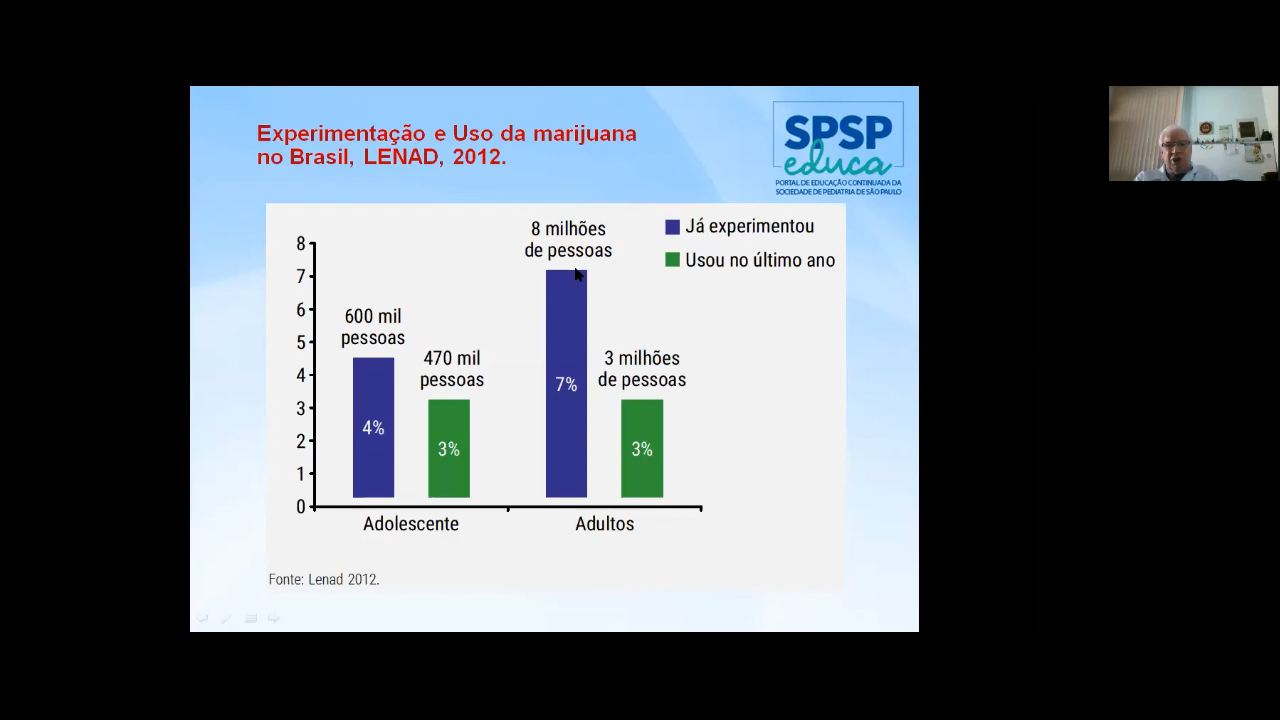 Experimentação e Uso da marijuana
no Brasil, LENAD, 2012.
SPSP
educa
PORTAL DE EDUCAÇÃO CONTINUADA DA
SOCIEDADE DE PEDIATRIA DE SÃO PAULO
Já experimentou
Usou no último ano
8
7
6
5
4
3
2
1
0
600 mil
pessoas
4%
470 mil
pessoas
3%
8 milhões
de pessoas
7%
3 milhões
de pessoas
3%
Adolescente
Adultos
Fonte: Lenad 2012.